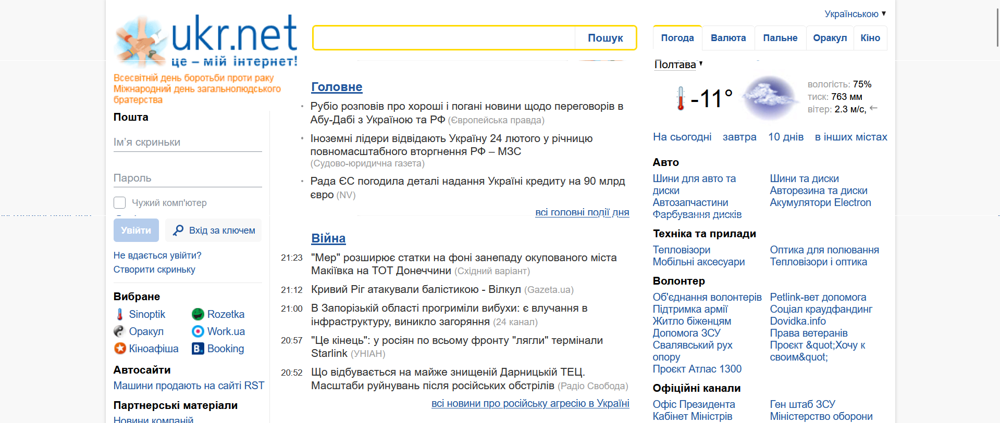 ukr.net
це – мій інтернет!
Всесвітній день боротьби проти раку
Міжнародний день загальнолюдського
братерства
Пошта
Ім’я скриньки
Пароль
Чужий комп'ютер
Увійти
Вхід за ключем
Не вдається увійти?
Створити скриньку
Вибране
Sinoptik
Rozetka
Оракул
Work.ua
Кіноафіша
B. Booking
Автосайти
Машини продають на сайті RST
Партнерські матеріали
Новини компаній
Пошук
Головне
Рубіо розповів про хороші і погані новини щодо переговорів в
Абу-Дабі з Україною та РФ (Європейська правда)
Іноземні лідери відвідають Україну 24 лютого у річницю
повномасштабного вторгнення РФ – МЗС
(Судово-юридична газета)
Рада ЄС погодила деталі надання Україні кредиту на 90 млрд
євро (NV)
всі головні події дня
Війна
21:23 "Мер" розширює статки на фоні занепаду окупованого міста
Макіївка на ТОТ Донеччини (Східний варіант)
21:12 Кривий Ріг атакували балістикою - Вілкул (Gazeta.ua)
21:00 В Запорізькій області прогриміли вибухи: є влучання в
інфраструктуру, виникло загоряння (24 канал)
20:57 "Це кінець": у росіян по всьому фронту "лягли" термінали
Starlink (УНІАН)
20:52 Що відбувається на майже знищеній Дарницькій ТЕЦ.
Масштаби руйнувань після російських обстрілів (Радіо Свобода)
всі новини про російську агресію в Україні
Українською
Погода
Валюта
Пальне
Оракул
Кіно
Полтава
-11°
вологість: 75%
тиск: 763 мм
вітер: 2.3 м/с, ←
На сьогодні
завтра
10 днів
в інших містах
Авто
Шини для авто та
диски
Автозапчастини
Фарбування дисків
Шини та диски
Авторезина та диски
Акумулятори Electron
Техніка та прилади
Тепловізори
Мобільні аксесуари
Оптика для полювання
Тепловізори і оптика
Волонтер
Об'єднання волонтерів
Підтримка армії
Житло біженцям
Допомога ЗСУ
Свалявський рух
опору
Проєкт Атлас 1300
Petlink-вет допомога
Соціал краудфандинг
Dovidka.info
Права ветеранів
Проєкт &quot;Хочу к
своим&quot;
Офіційні канали
Офіс Президента
Кабінет Міністрів
Ген штаб ЗСУ
Міністерство оборони